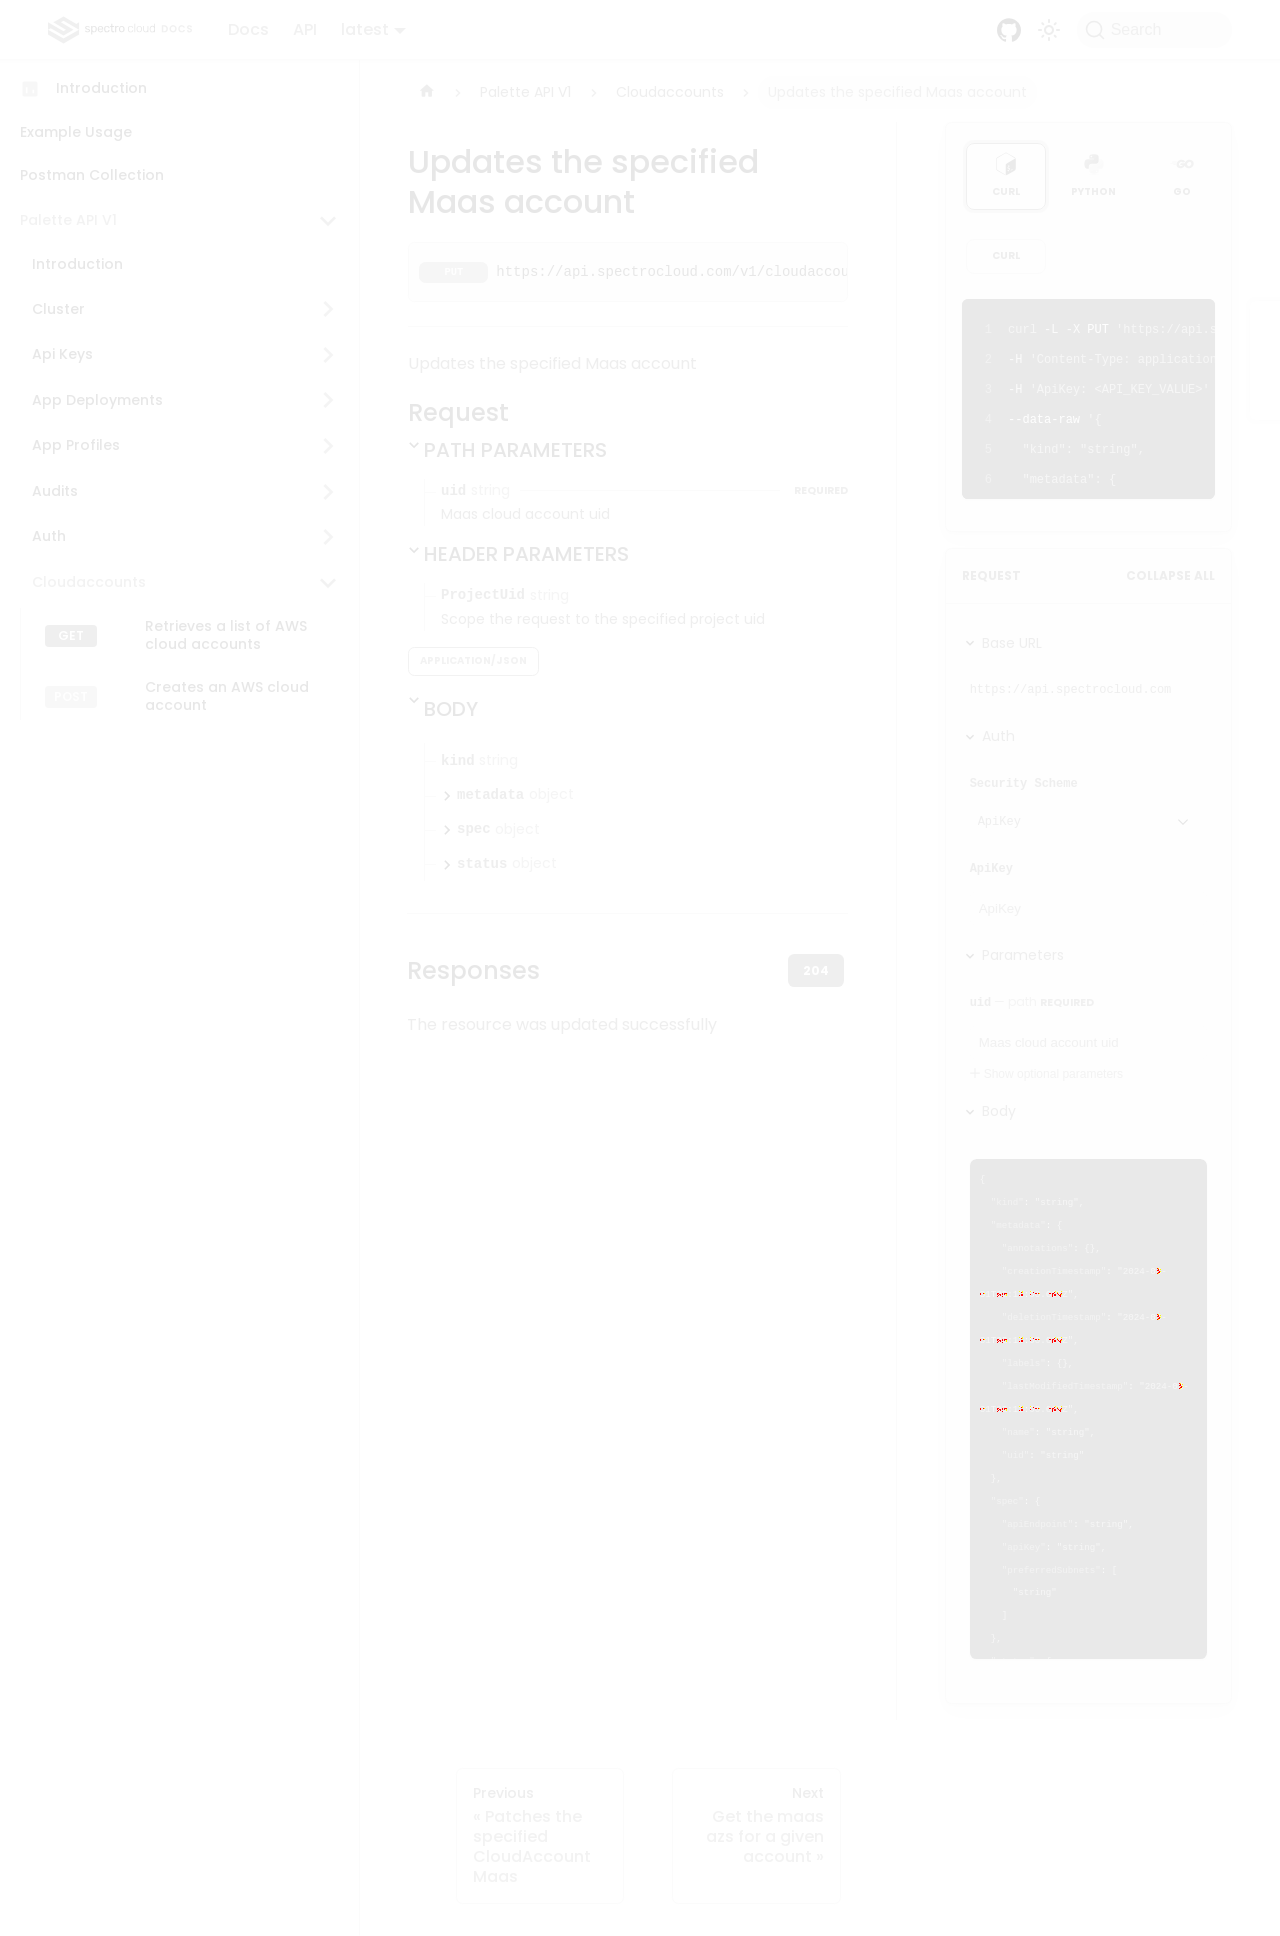 spectro cloud DOCS
Docs
API
latest
Search
Introduction
Example Usage
Postman Collection
Palette API V1
Introduction
Cluster
Api Keys
App Deployments
App Profiles
Audits
Auth
Cloudaccounts
GET
Retrieves a list of AWS
cloud accounts
POST
Creates an AWS cloud
account
Palette API V1
Cloudaccounts
Updates the specified Maas account
Updates the specified
Maas account
PUT
https://api.spectrocloud.com/v1/cloudaccou
Updates the specified Maas account
Request
PATH PARAMETERS
uid string
REQUIRED
Maas cloud account uid
HEADER PARAMETERS
ProjectUid string
Scope the request to the specified project uid
APPLICATION/JSON
BODY
kind string
metadata object
spec object
status object
Responses
204
The resource was updated successfully
CURL
PYTHON
GO
CURL
1 curl -L -X PUT 'https://api.s
2 -H 'Content-Type: application
3 -H 'ApiKey: <API_KEY_VALUE>'
4 --data-raw '{
5 "kind": "string",
6 "metadata": {
REQUEST
COLLAPSE ALL
Base URL
https://api.spectrocloud.com
Auth
Security Scheme
ApiKey
ApiKey
ApiKey
Parameters
uid — path REQUIRED
Maas cloud account uid
Show optional parameters
Body
{
"kind": "string",
"metadata": {
"annotations": {},
"creationTimestamp": "2024-
"deletionTimestamp": "2024-
"labels": {},
"lastModifiedTimestamp": "2024-
"name": "string",
"uid": "string"
},
"spec": {
"apiEndpoint": "string",
"apiKey": "string",
"preferredSubnets": [
"string"
]
},
Previous
« Patches the
specified
CloudAccount
Maas
Next
Get the maas
azs for a given
account »